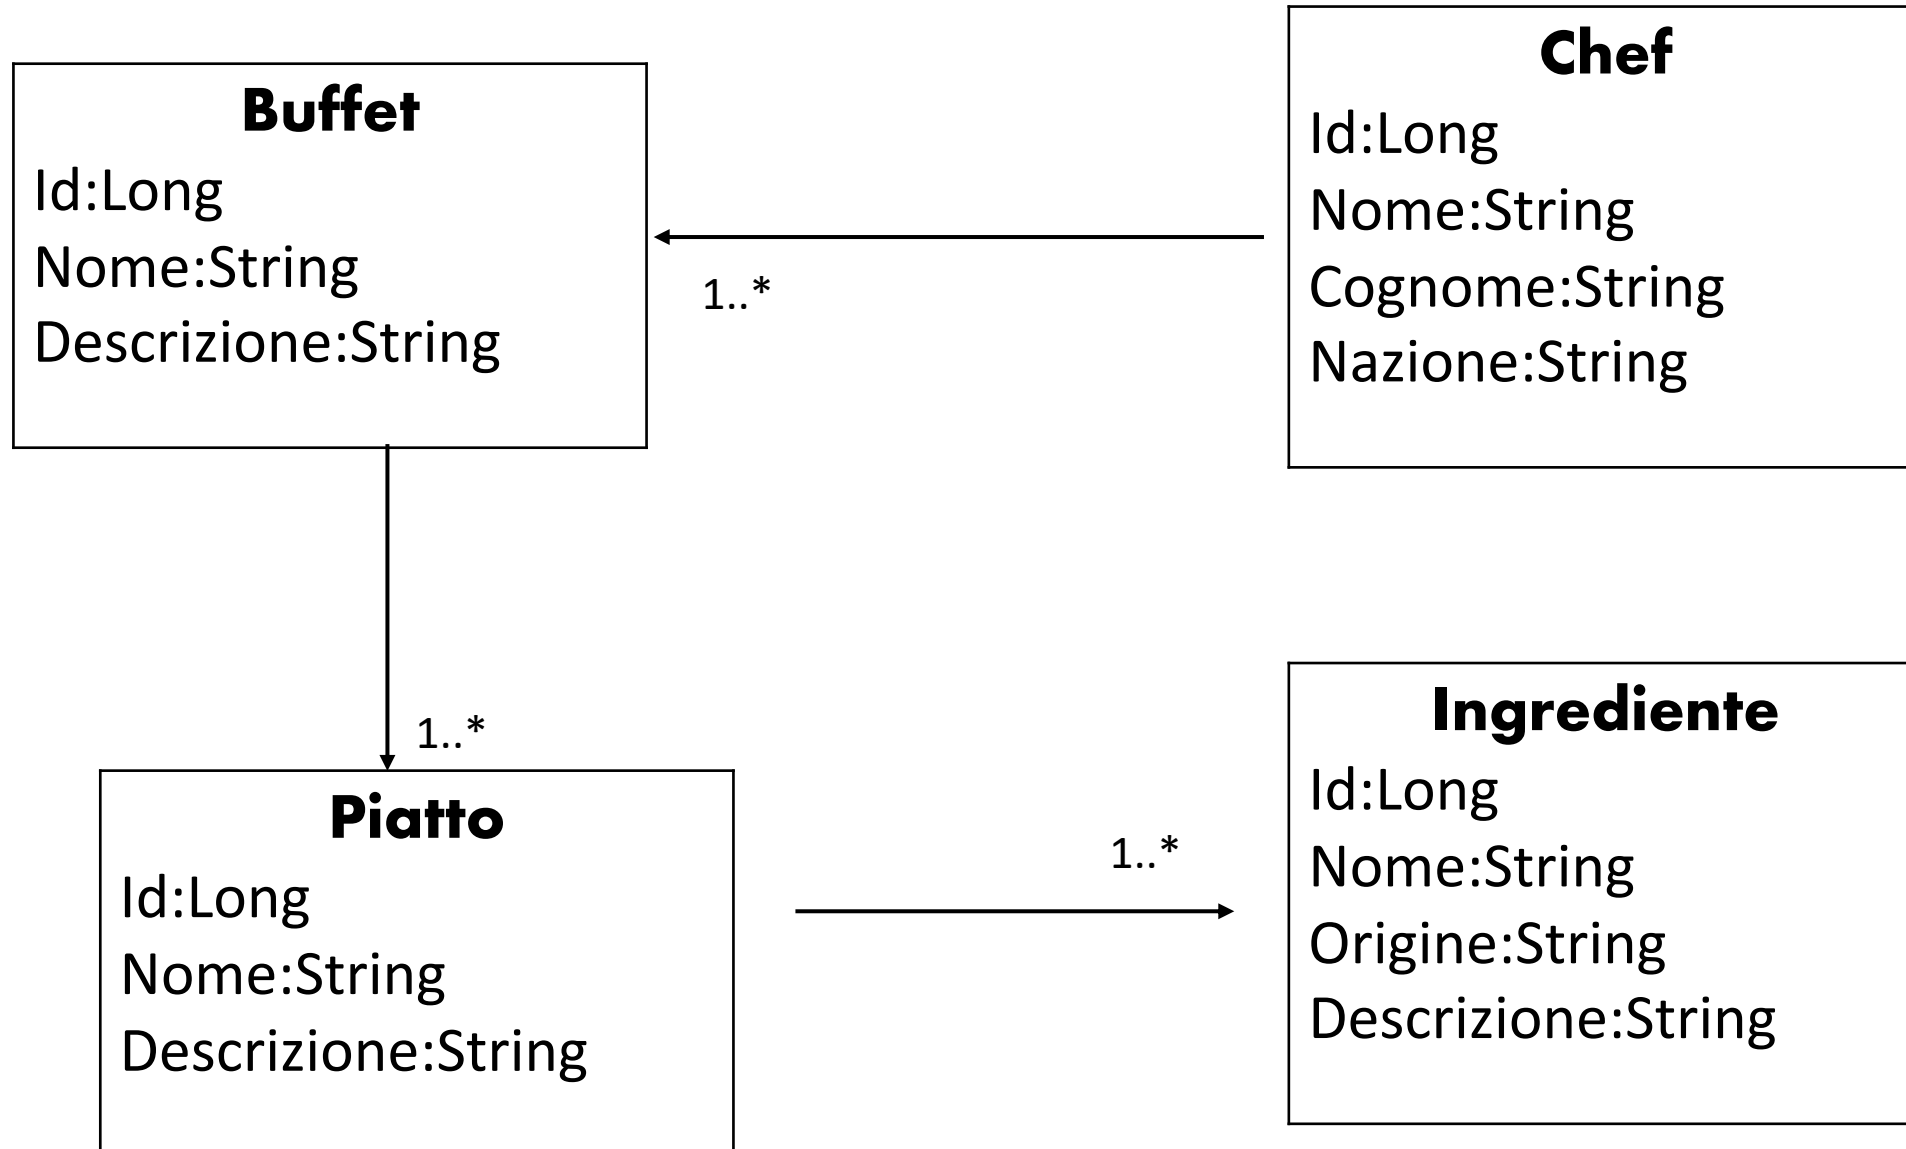 Buffet
Id:Long
Nome:String
Descrizione:String
1..*
Chef
Id:Long
Nome:String
Cognome:String
Nazione:String
1..*
Piatto
Id:Long
Nome:String
Descrizione:String
1..*
Ingrediente
Id:Long
Nome:String
Origine:String
Descrizione:String